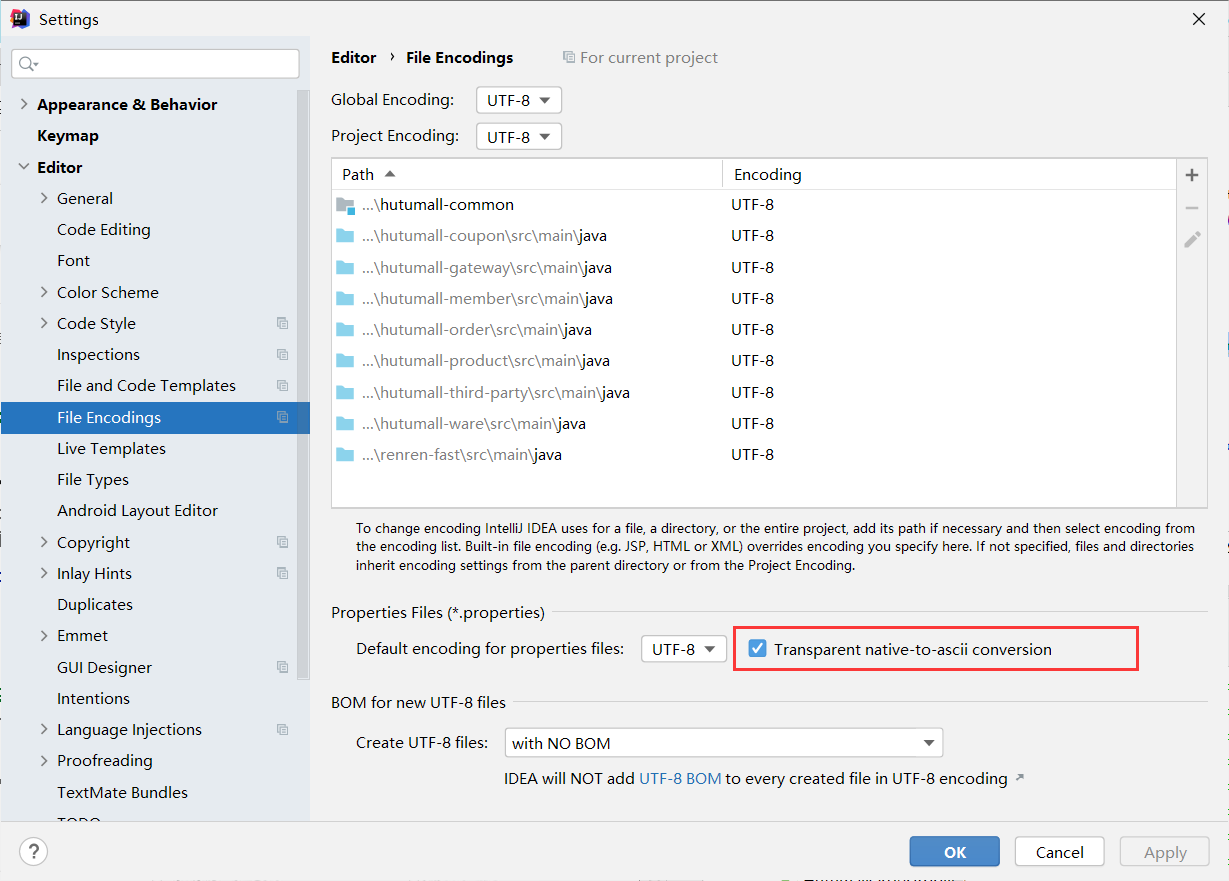 Settings
Appearance & Behavior
Keymap
Editor
General
Code Editing
Font
Color Scheme
Code Style
Inspections
File and Code Templates
File Encodings
Live Templates
File Types
Android Layout Editor
Copyright
Inlay Hints
Duplicates
Emmet
GUI Designer
Intentions
Language Injections
Proofreading
TextMate Bundles
TODO
Editor › File Encodings For current project
Global Encoding: UTF-8
Project Encoding: UTF-8
Path Encoding
...\hutumall-common UTF-8
...\hutumall-coupon\src\main\java UTF-8
...\hutumall-gateway\src\main\java UTF-8
...\hutumall-member\src\main\java UTF-8
...\hutumall-order\src\main\java UTF-8
...\hutumall-product\src\main\java UTF-8
...\hutumall-third-party\src\main\java UTF-8
...\hutumall-ware\src\main\java UTF-8
...\renren-fast\src\main\java UTF-8
To change encoding IntelliJ IDEA uses for a file, a directory, or the entire project, add its path if necessary and then select encoding from
the encoding list. Built-in file encoding (e.g. JSP, HTML or XML) overrides encoding you specify here. If not specified, files and directories
inherit encoding settings from the parent directory or from the Project Encoding.
Properties Files (*.properties)
Default encoding for properties files: UTF-8 Transparent native-to-ascii conversion
BOM for new UTF-8 files
Create UTF-8 files: with NO BOM
IDEA will NOT add UTF-8 BOM to every created file in UTF-8 encoding
? OK Cancel Apply